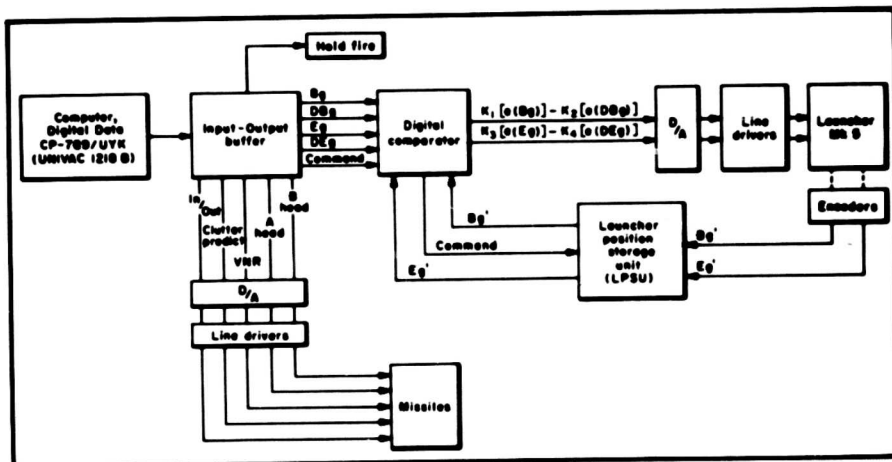 Hold fire
Computer,
Digital Data
CP-789/UYK
(UNIVAC 1218 B)
Input-Output
buffer
Bg
DBg
Eg
DEg
Command
Digital
comparator
K₁ [e(Bg)] - K₂ [e(DBg)]
K₃ [e(Eg)] - K₄ [e(DEg)]
D/A
Line
drivers
Launcher
Mk 5
Encoders
In/Out
Clutter
predict
VNR
A
head
B
head
Bg'
Command
Eg'
Launcher
position
storage
unit
(LPSU)
Bg'
Eg'
D/A
Line drivers
Missiles